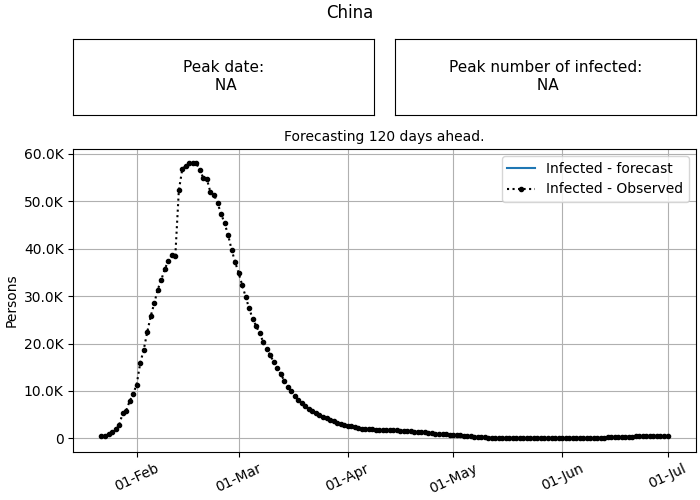 China
Peak date:
NA
Peak number of infected:
NA
Forecasting 120 days ahead.
Infected - forecast
Infected - Observed
60.0K
50.0K
40.0K
30.0K
20.0K
10.0K
0
Persons
01-Feb
01-Mar
01-Apr
01-May
01-Jun
01-Jul